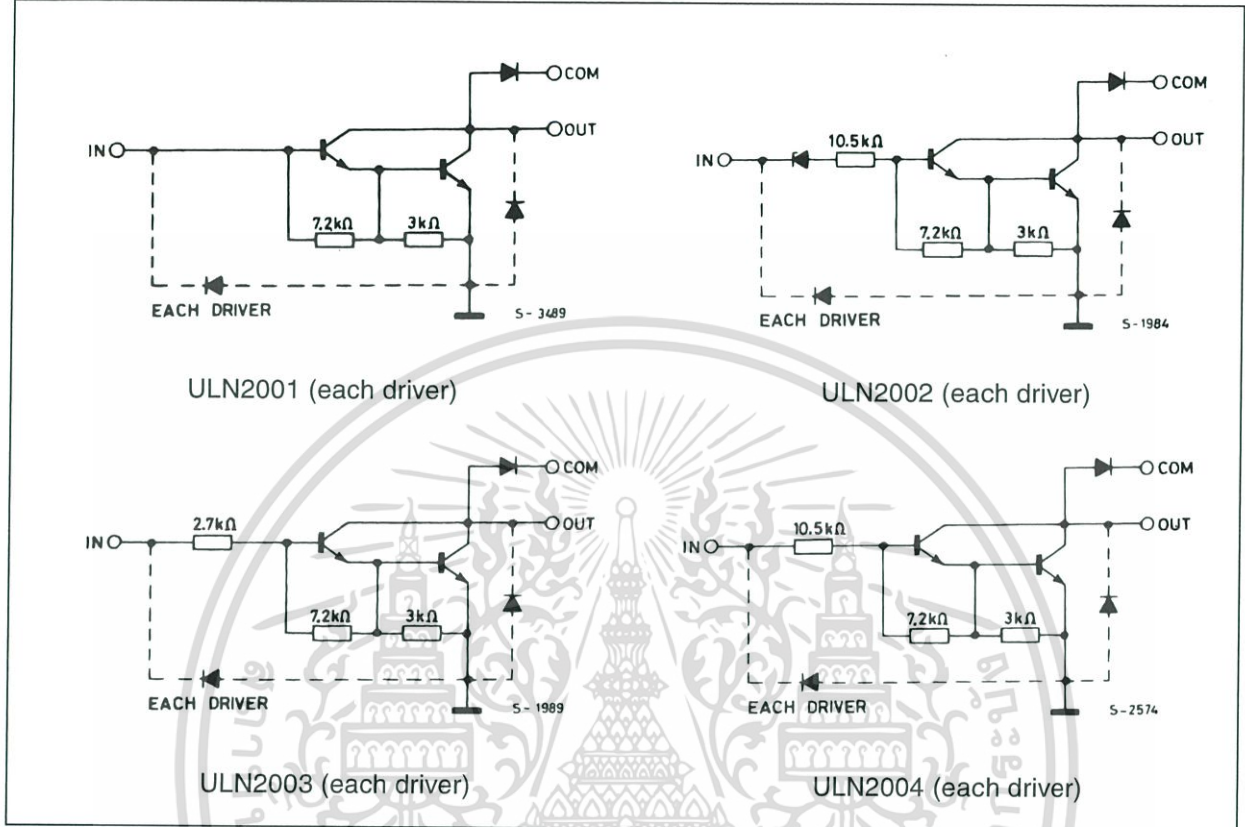 COM
OUT
IN
7.2kΩ
3kΩ
EACH DRIVER
S-3489
ULN2001 (each driver)
COM
OUT
IN
10.5kΩ
7.2kΩ
3kΩ
EACH DRIVER
S-1984
ULN2002 (each driver)
COM
OUT
IN
2.7kΩ
7.2kΩ
3kΩ
EACH DRIVER
S-1989
ULN2003 (each driver)
COM
OUT
IN
10.5kΩ
7.2kΩ
3kΩ
EACH DRIVER
S-2574
ULN2004 (each driver)